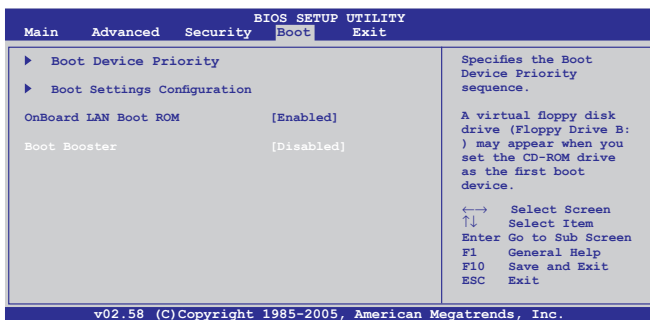 BIOS SETUP UTILITY
Main Advanced Security Boot Exit
Boot Device Priority
Boot Settings Configuration
OnBoard LAN Boot ROM [Enabled]
Boot Booster [Disabled]
Specifies the Boot
Device Priority
sequence.
A virtual floppy disk
drive (Floppy Drive B:
) may appear when you
set the CD-ROM drive
as the first boot
device.
←→ Select Screen
↑↓ Select Item
Enter Go to Sub Screen
F1 General Help
F10 Save and Exit
ESC Exit
v02.58 (C)Copyright 1985-2005, American Megatrends, Inc.